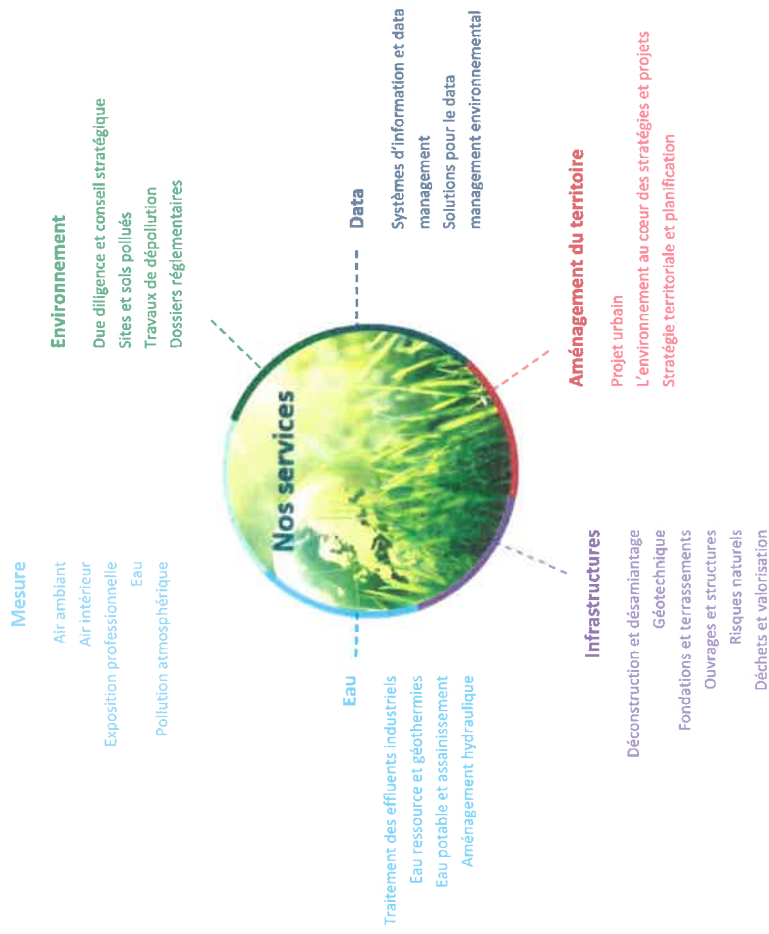 Mesure
Air ambiant
Air intérieur
Exposition professionnelle
Eau
Pollution atmosphérique
Environnement
Due diligence et conseil stratégique
Sites et sols pollués
Travaux de dépollution
Dossiers réglementaires
Nos services
Eau
Traitement des effluents industriels
Eau ressource et géothermies
Eau potable et assainissement
Aménagement hydraulique
Data
Systèmes d'information et data
management
Solutions pour le data
management environnemental
Infrastructures
Déconstruction et désamiantage
Géotechnique
Fondations et terrassements
Ouvrages et structures
Risques naturels
Déchets et valorisation
Aménagement du territoire
Projet urbain
L'environnement au cœur des stratégies et projets
Stratégie territoriale et planification